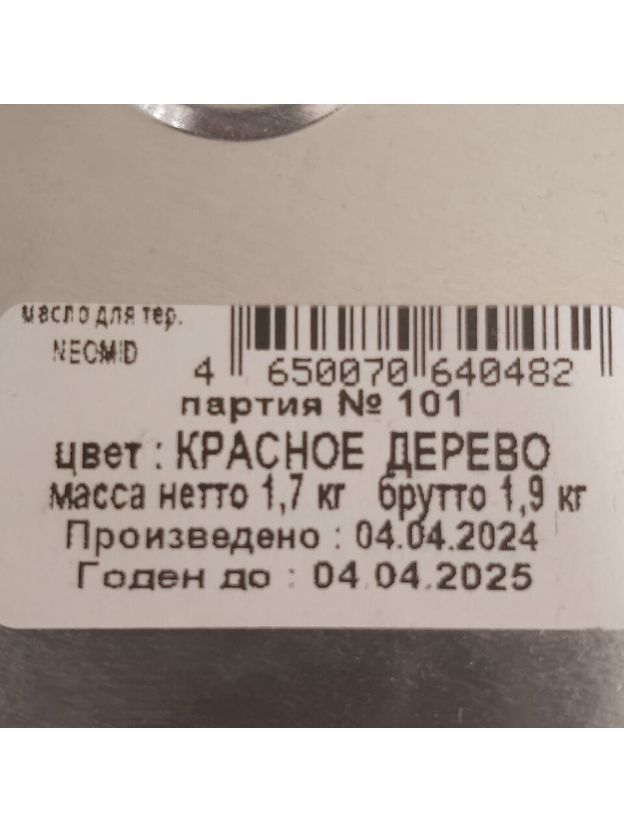 масло для тер.
NEOMID
4 650070 640482
партия № 101
цвет : КРАСНОЕ ДЕРЕВО
масса нетто 1,7 кг брутто 1,9 кг
Произведено : 04.04.2024
Годен до : 04.04.2025